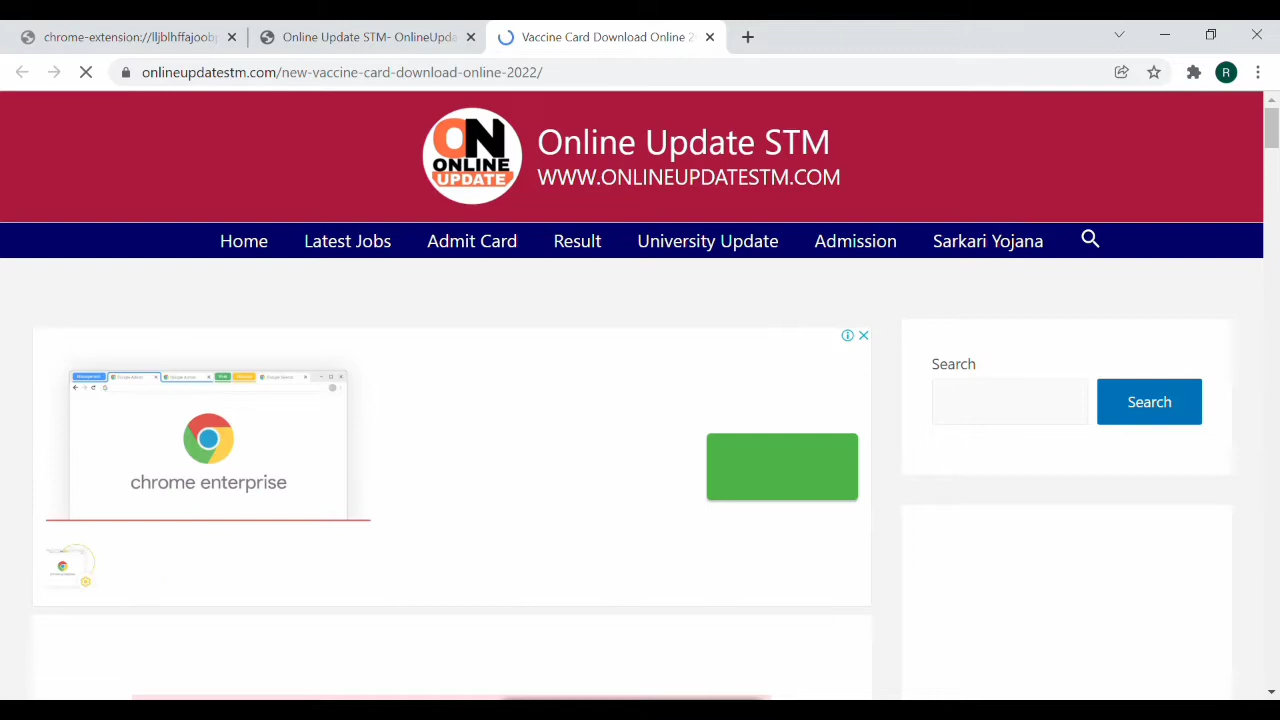 chrome-extension://lljblhffajoobp
Online Update STM- OnlineUpda
Vaccine Card Download Online 2
onlineupdatestm.com/new-vaccine-card-download-online-2022/
R
ON
ONLINE
UPDATE
Online Update STM
WWW.ONLINEUPDATESTM.COM
Home
Latest Jobs
Admit Card
Result
University Update
Admission
Sarkari Yojana
chrome enterprise
Search
Search